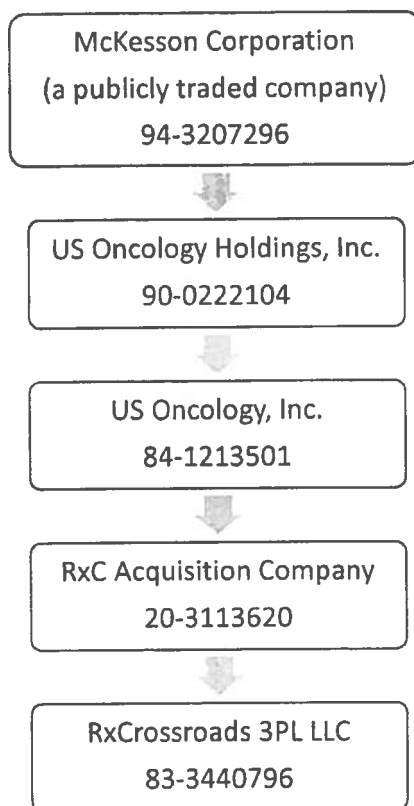 McKesson Corporation
(a publicly traded company)
94-3207296
US Oncology Holdings, Inc.
90-0222104
US Oncology, Inc.
84-1213501
RxC Acquisition Company
20-3113620
RxCrossroads 3PL LLC
83-3440796